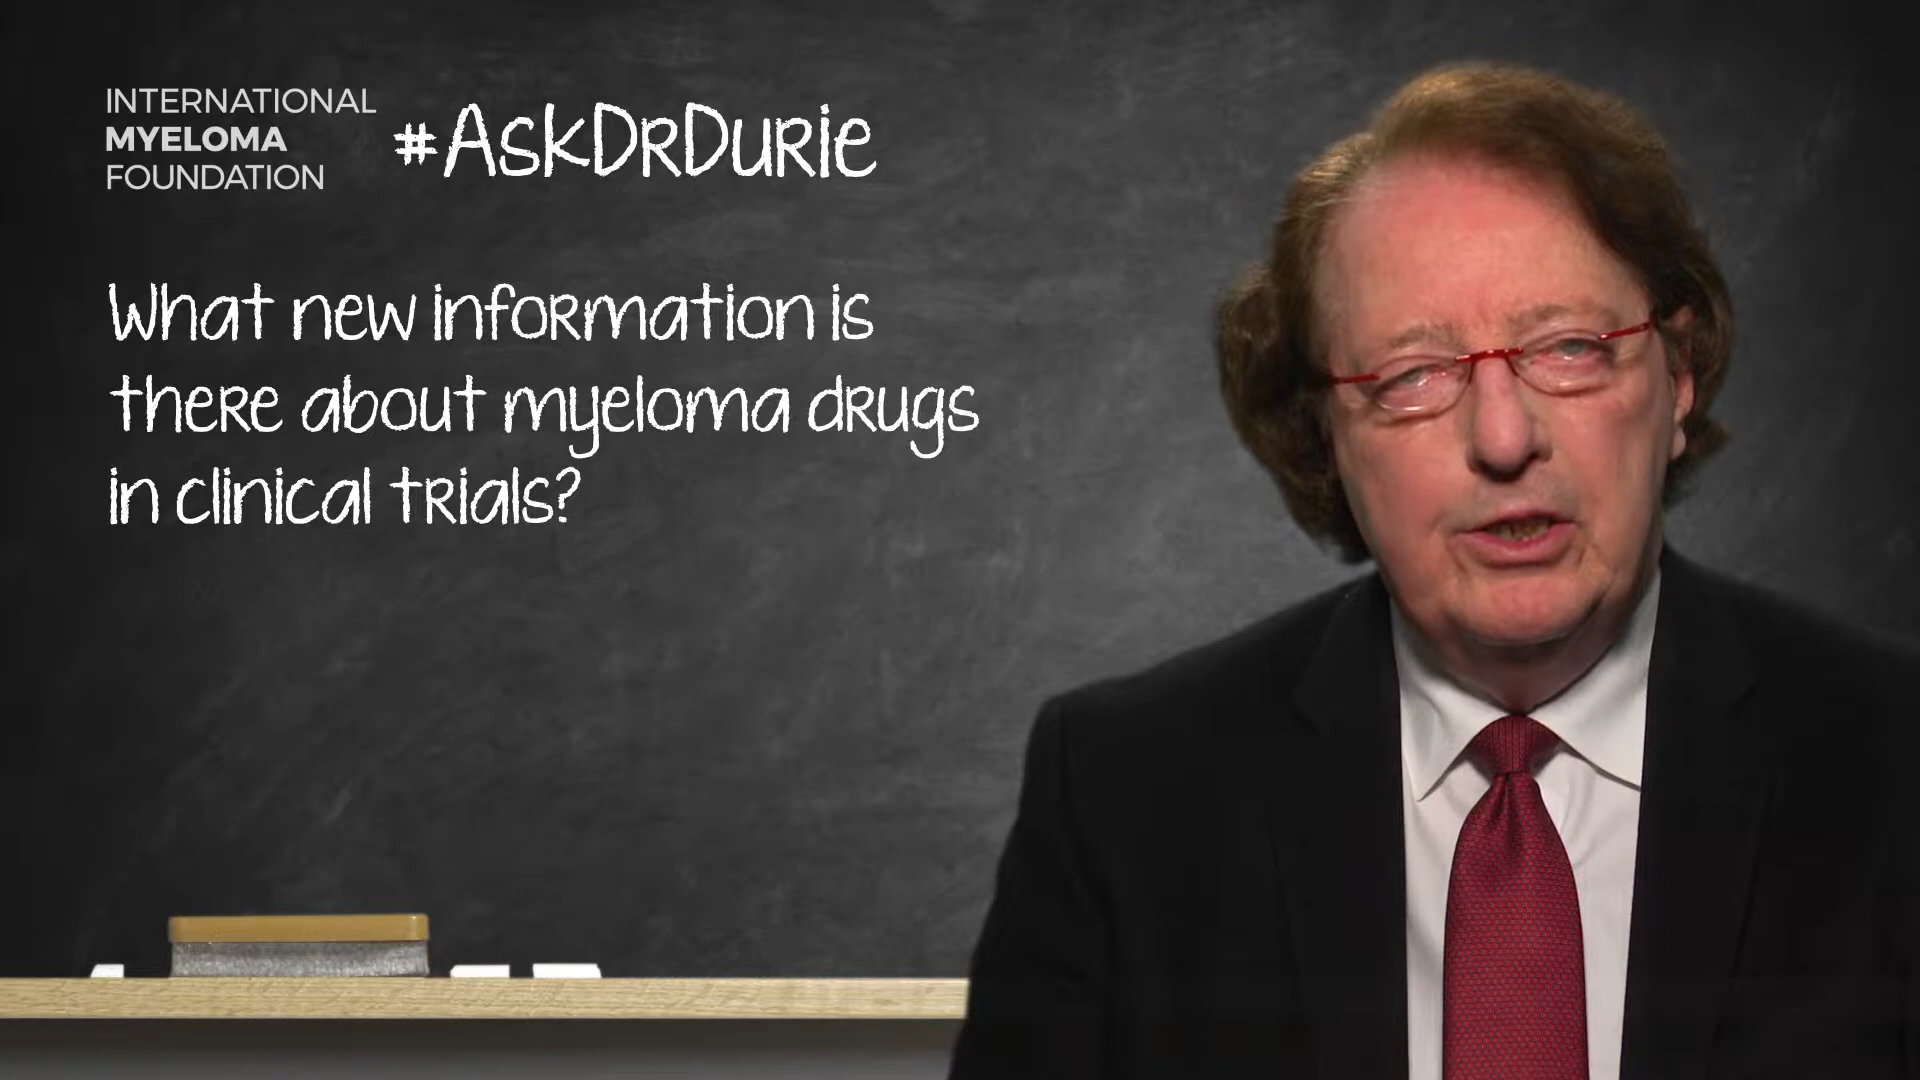 INTERNATIONAL
MYELOMA
FOUNDATION
#AskDrDurie
What new information is
there about myeloma drugs
in clinical trials?